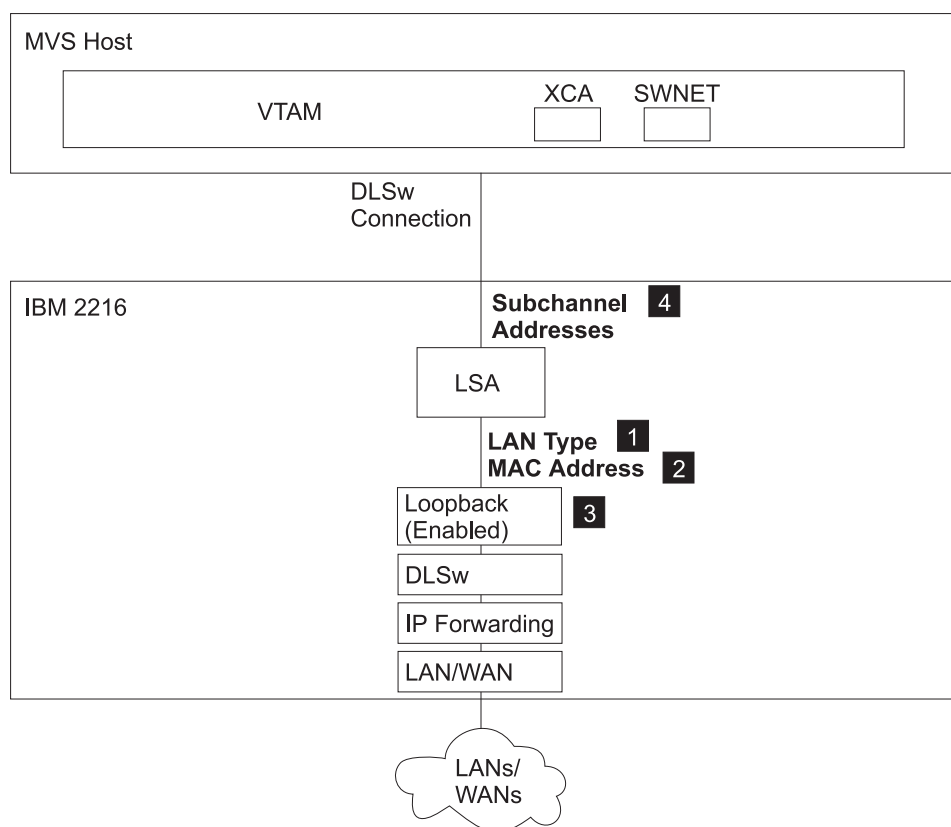 MVS Host
VTAM
XCA
SWNET
DLSw
Connection
IBM 2216
Subchannel 4
Addresses
LSA
LAN Type 1
MAC Address 2
Loopback
(Enabled)
3
DLSw
IP Forwarding
LAN/WAN
LANs/
WANs